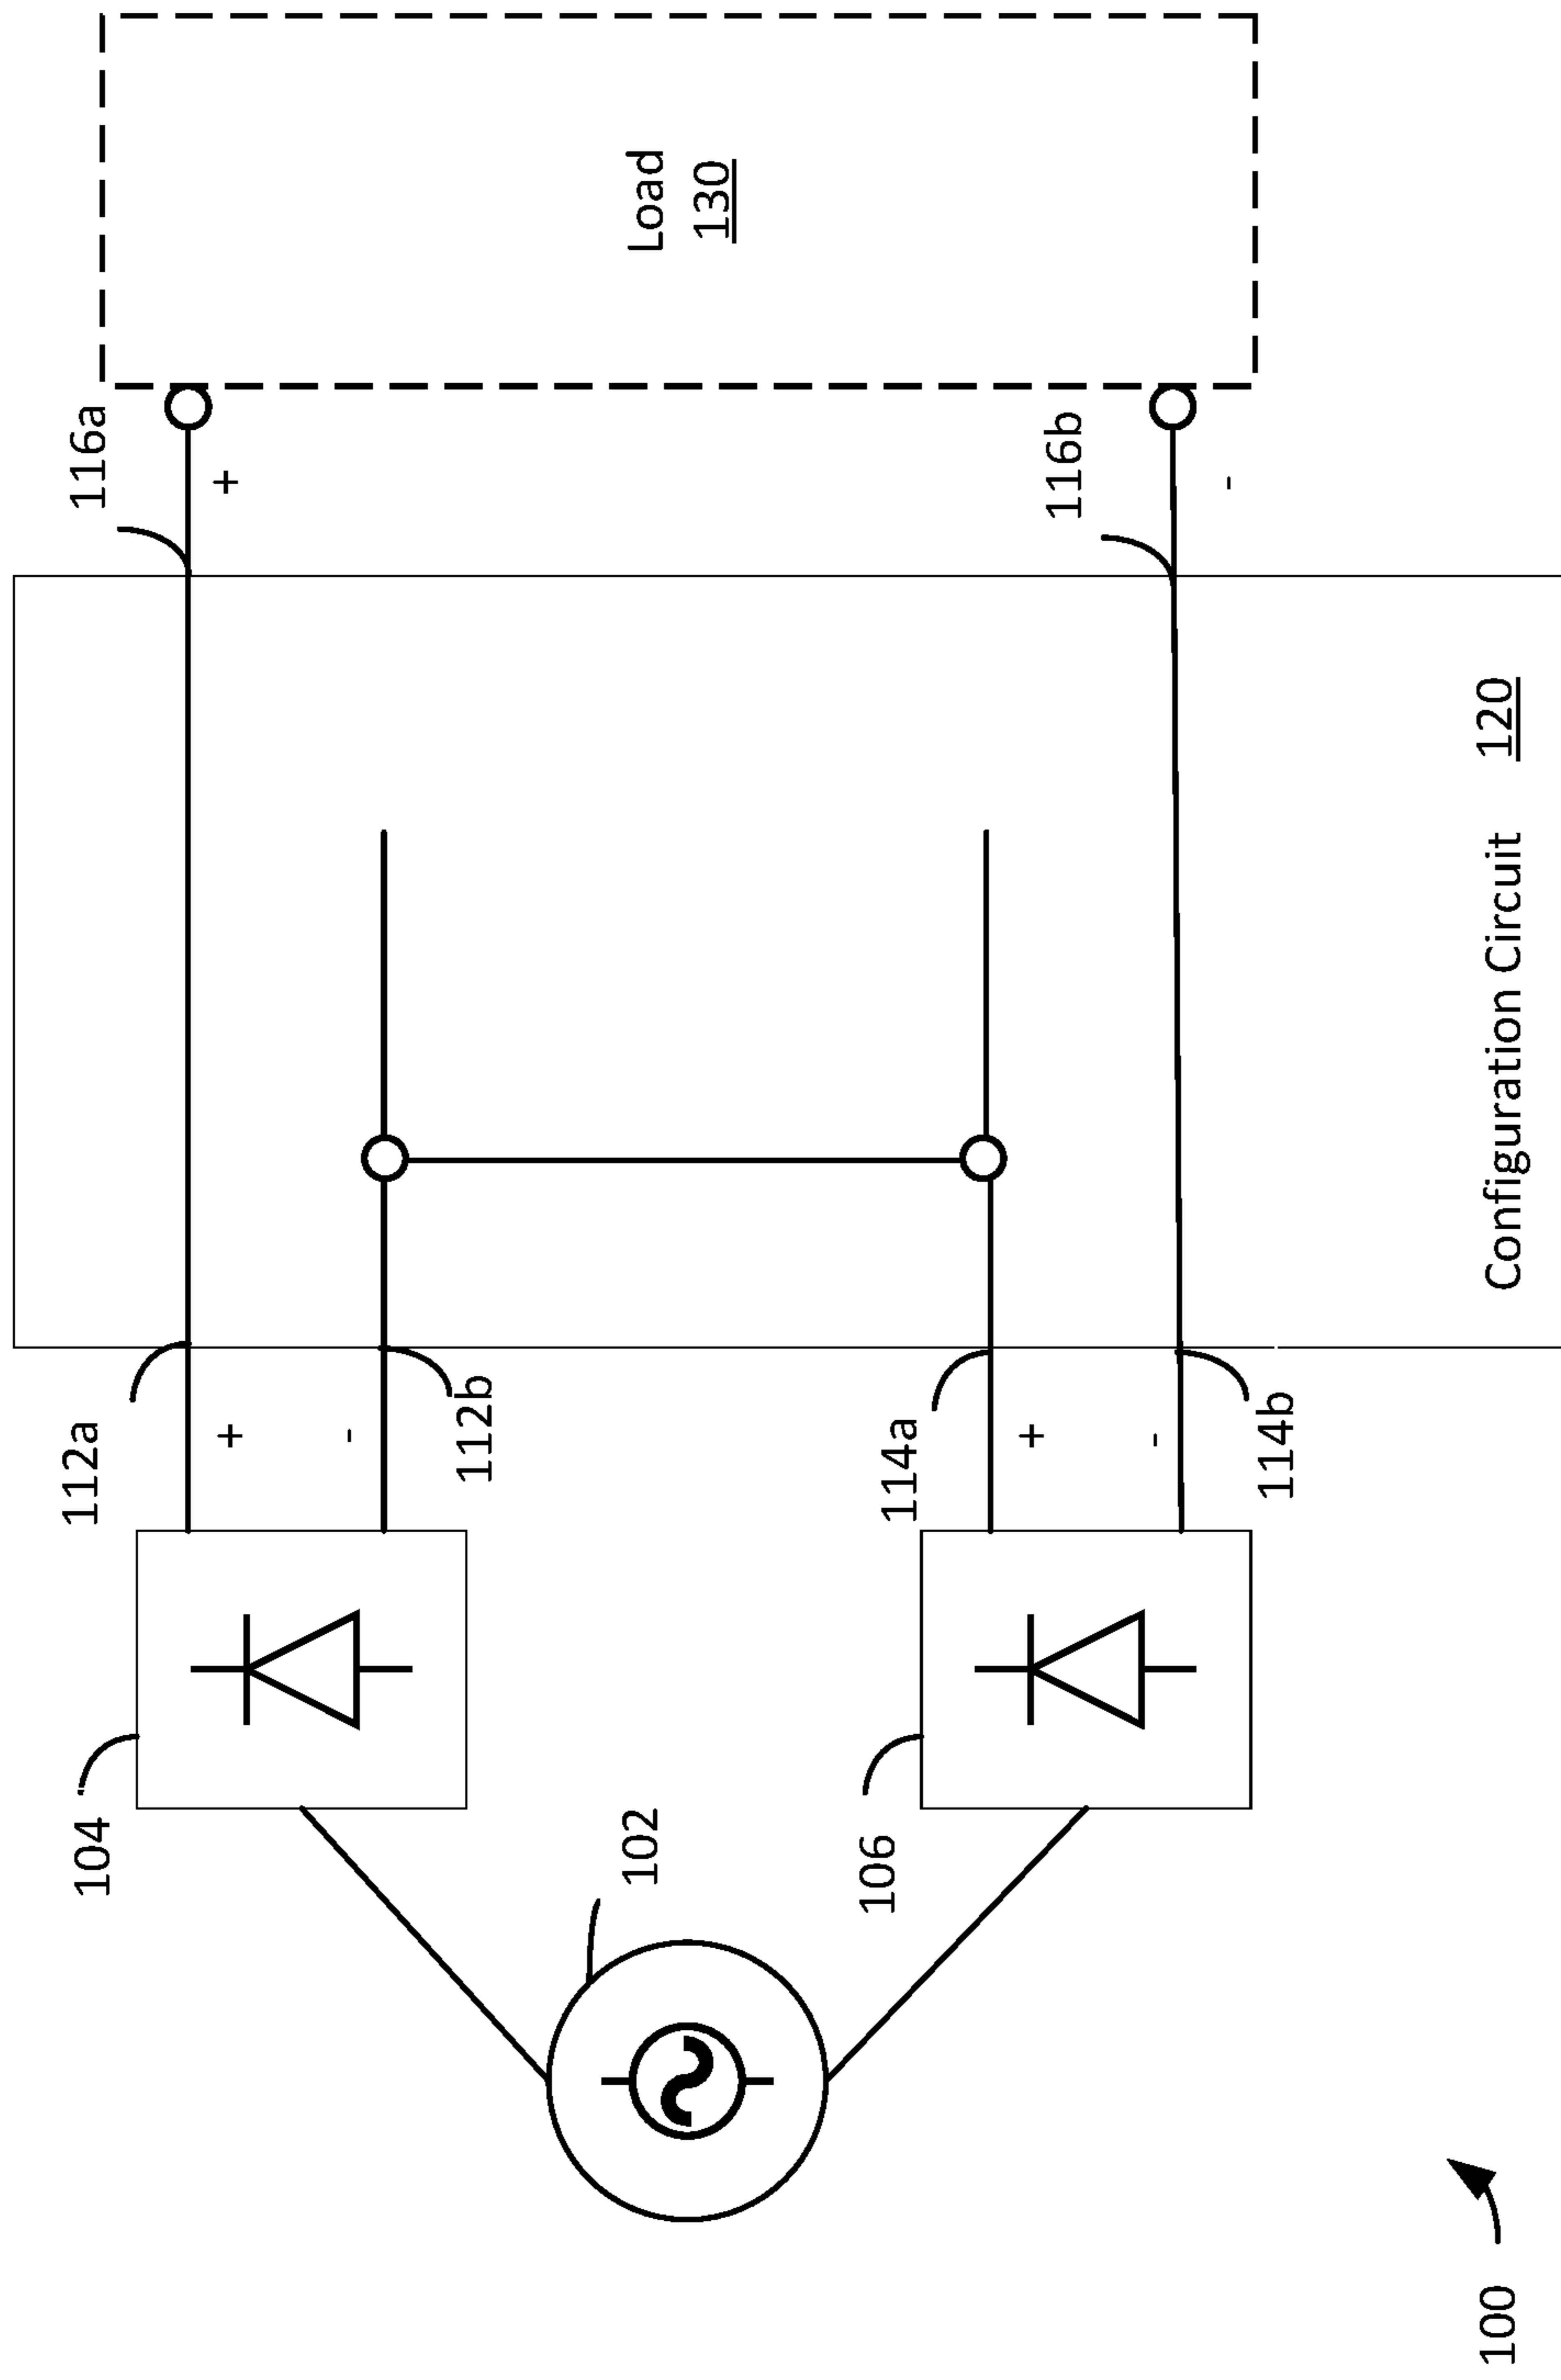 104
112a
+
-
112b
102
106
114a
+
-
114b
116a
+
116b
-
Load
130
Configuration Circuit 120
100